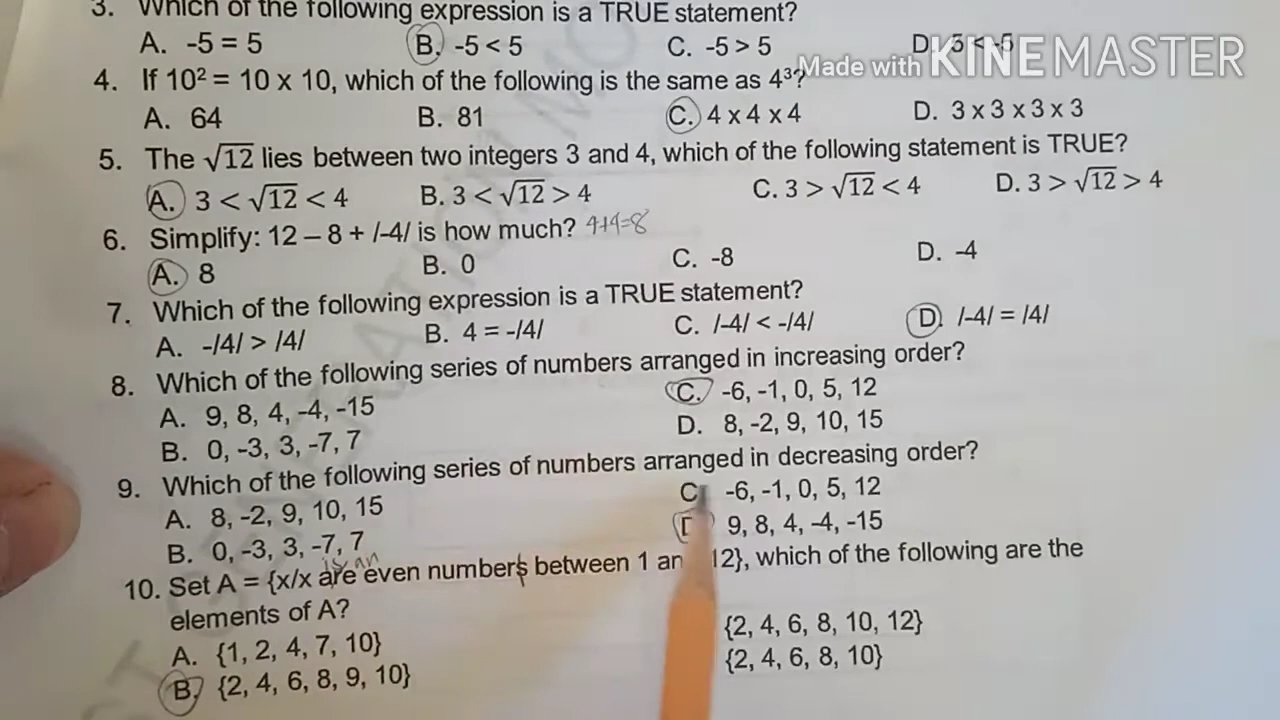 3. Which of the following expression is a TRUE statement?
A. -5 = 5 B. -5 < 5 C. -5 > 5 D. 5 < -5
Made with KINEMASTER
4. If 10² = 10 x 10, which of the following is the same as 4³?
A. 64 B. 81 C. 4 x 4 x 4 D. 3 x 3 x 3 x 3
5. The √12 lies between two integers 3 and 4, which of the following statement is TRUE?
A. 3 < √12 < 4 B. 3 < √12 > 4 C. 3 > √12 < 4 D. 3 > √12 > 4
6. Simplify: 12 – 8 + /-4/ is how much? 4+4=8
A. 8 B. 0 C. -8 D. -4
7. Which of the following expression is a TRUE statement?
A. -/4/ > /4/ B. 4 = -/4/ C. /-4/ < -/4/ D. /-4/ = /4/
8. Which of the following series of numbers arranged in increasing order?
A. 9, 8, 4, -4, -15 C. -6, -1, 0, 5, 12
B. 0, -3, 3, -7, 7 D. 8, -2, 9, 10, 15
9. Which of the following series of numbers arranged in decreasing order?
A. 8, -2, 9, 10, 15 C. -6, -1, 0, 5, 12
B. 0, -3, 3, -7, 7 D 9, 8, 4, -4, -15
is an
10. Set A = {x/x are even numbers between 1 an 12}, which of the following are the
elements of A?
A. {1, 2, 4, 7, 10} {2, 4, 6, 8, 10, 12}
B. {2, 4, 6, 8, 9, 10} {2, 4, 6, 8, 10}